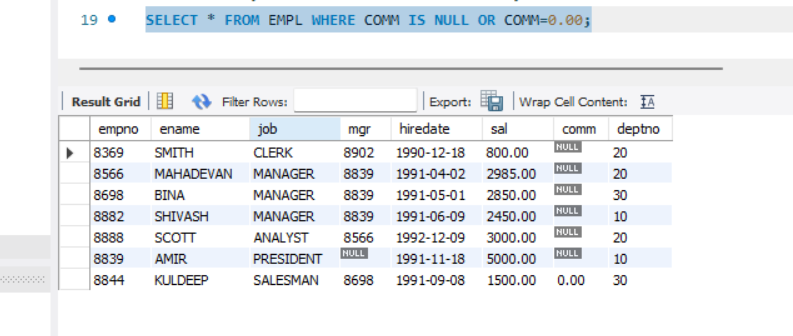 19 SELECT * FROM EMPL WHERE COMM IS NULL OR COMM=0.00;
Result Grid Filter Rows: Export: Wrap Cell Content: IA
empno ename job mgr hiredate sal comm deptno
8369 SMITH CLERK 8902 1990-12-18 800.00 NULL 20
8566 MAHADEVAN MANAGER 8839 1991-04-02 2985.00 NULL 20
8698 BINA MANAGER 8839 1991-05-01 2850.00 NULL 30
8882 SHIVASH MANAGER 8839 1991-06-09 2450.00 NULL 10
8888 SCOTT ANALYST 8566 1992-12-09 3000.00 NULL 20
8839 AMIR PRESIDENT NULL 1991-11-18 5000.00 NULL 10
8844 KULDEEP SALESMAN 8698 1991-09-08 1500.00 0.00 30